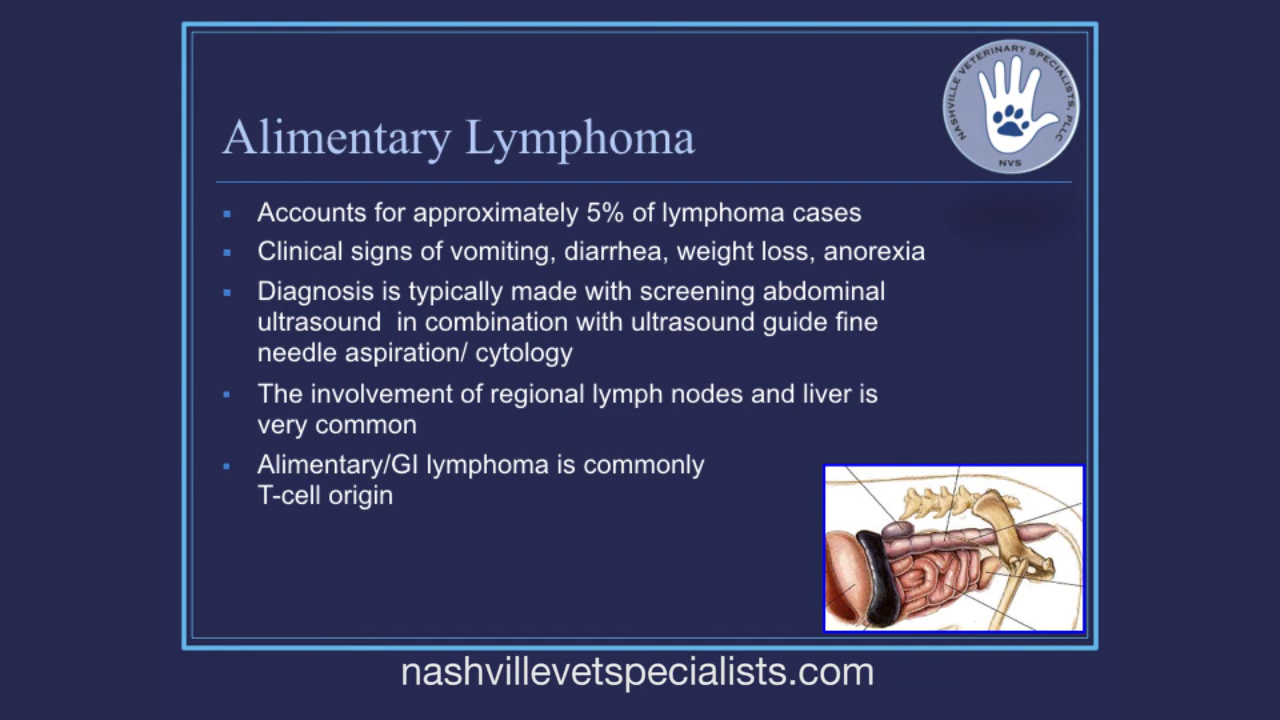 NASHVILLE VETERINARY SPECIALISTS, PLLC
NVS
Alimentary Lymphoma
▪ Accounts for approximately 5% of lymphoma cases
▪ Clinical signs of vomiting, diarrhea, weight loss, anorexia
▪ Diagnosis is typically made with screening abdominal
ultrasound  in combination with ultrasound guide fine
needle aspiration/ cytology
▪ The involvement of regional lymph nodes and liver is
very common
▪ Alimentary/GI lymphoma is commonly
T-cell origin
nashvillevetspecialists.com